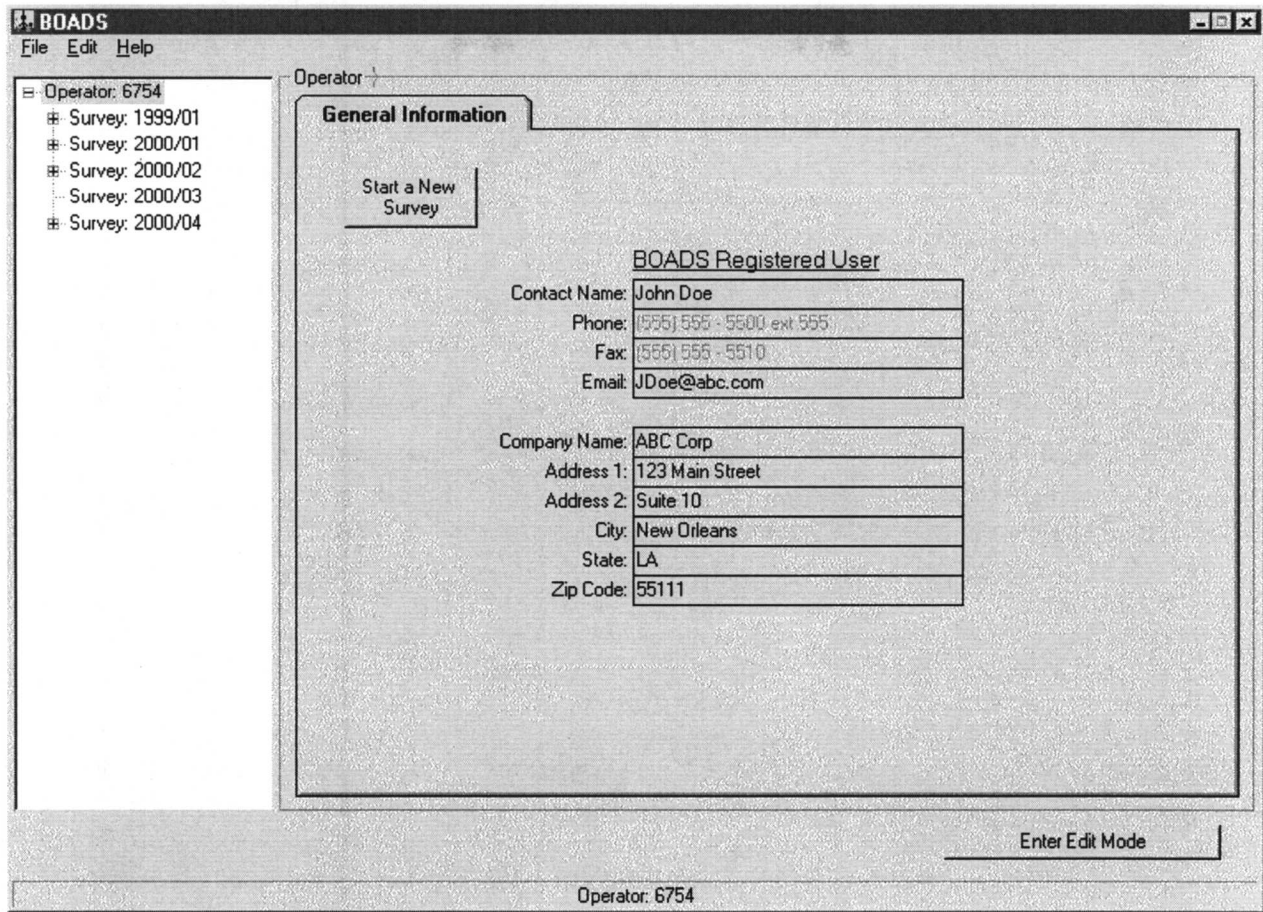 BOADS
File Edit Help
Operator: 6754
Survey: 1999/01
Survey: 2000/01
Survey: 2000/02
Survey: 2000/03
Survey: 2000/04
Operator
General Information
Start a New
Survey
BOADS Registered User
Contact Name: John Doe
Phone: (555) 555 - 5500 ext 555
Fax: (555) 555 - 5510
Email: JDoe@abc.com
Company Name: ABC Corp
Address 1: 123 Main Street
Address 2: Suite 10
City: New Orleans
State: LA
Zip Code: 55111
Enter Edit Mode
Operator: 6754